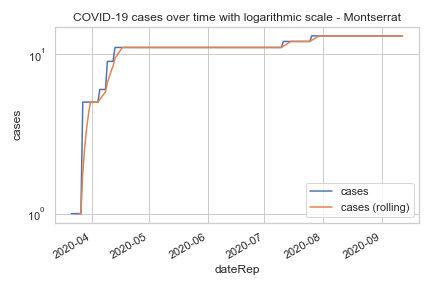 COVID-19 cases over time with logarithmic scale - Montserrat
10¹
10⁰
cases
cases
cases (rolling)
2020-04
2020-05
2020-06
2020-07
2020-08
2020-09
dateRep